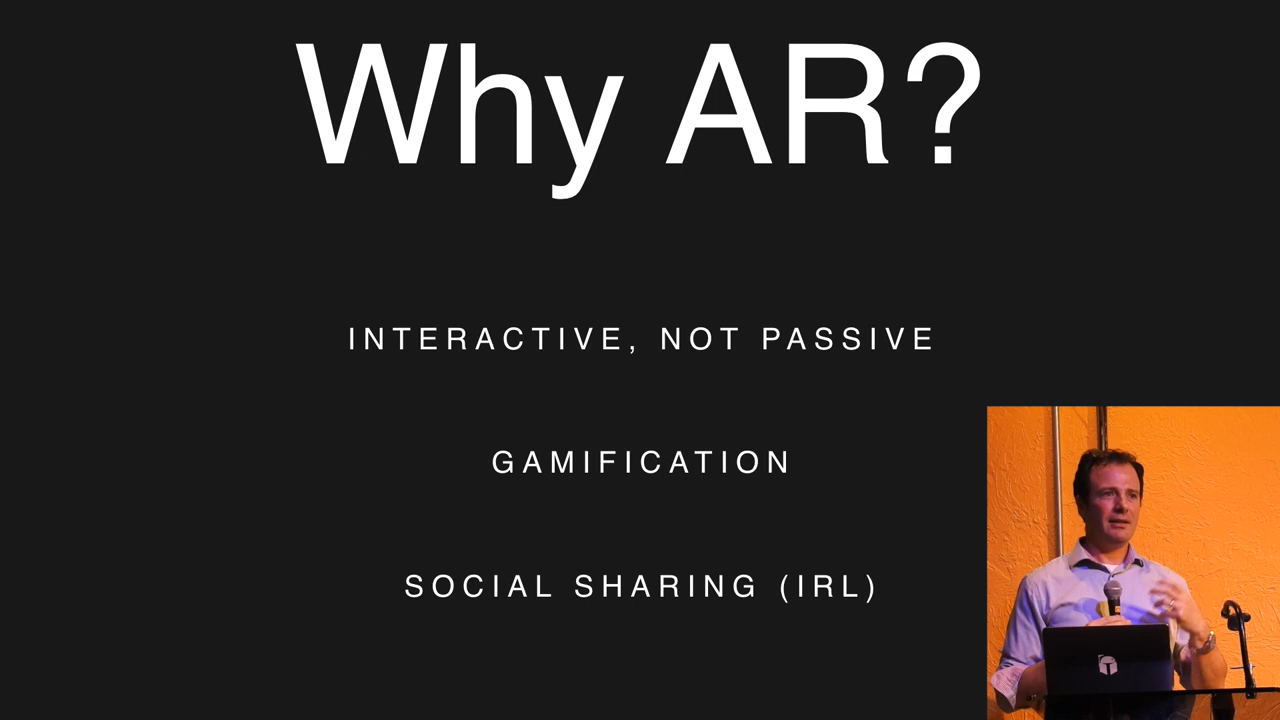 Why AR?
INTERACTIVE, NOT PASSIVE
GAMIFICATION
SOCIAL SHARING (IRL)